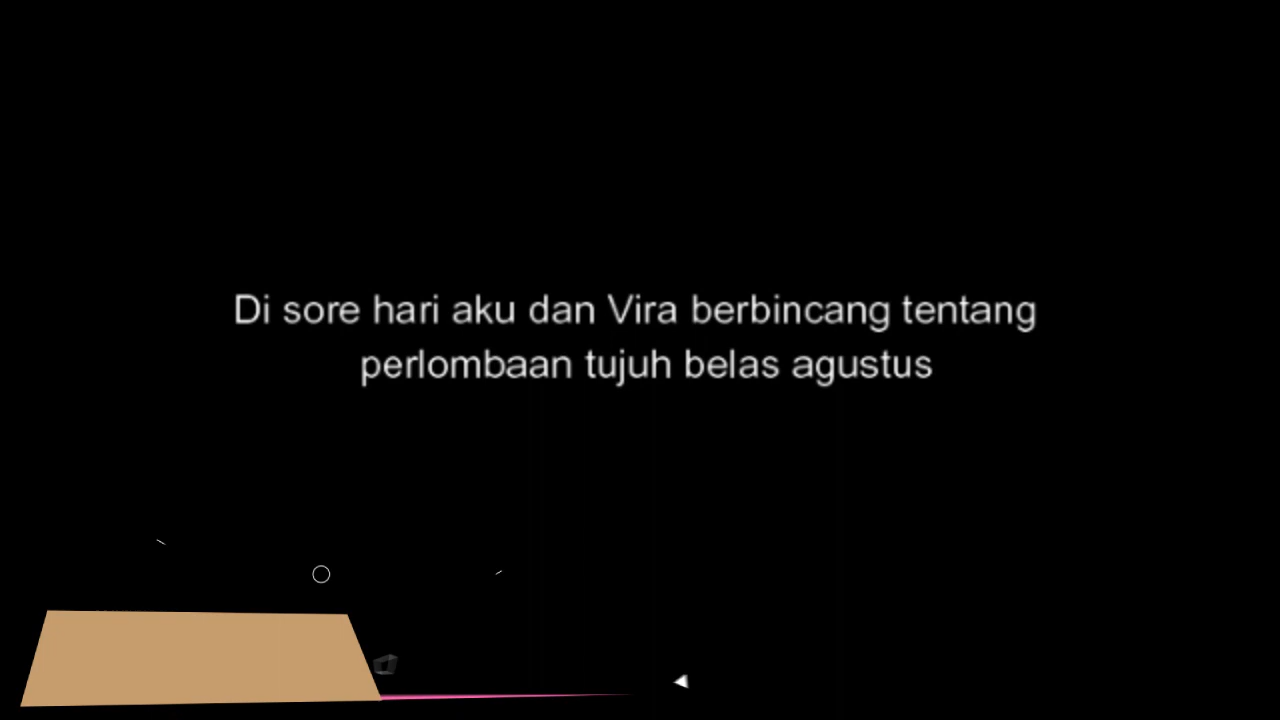 Di sore hari aku dan Vira berbincang tentang
perlombaan tujuh belas agustus